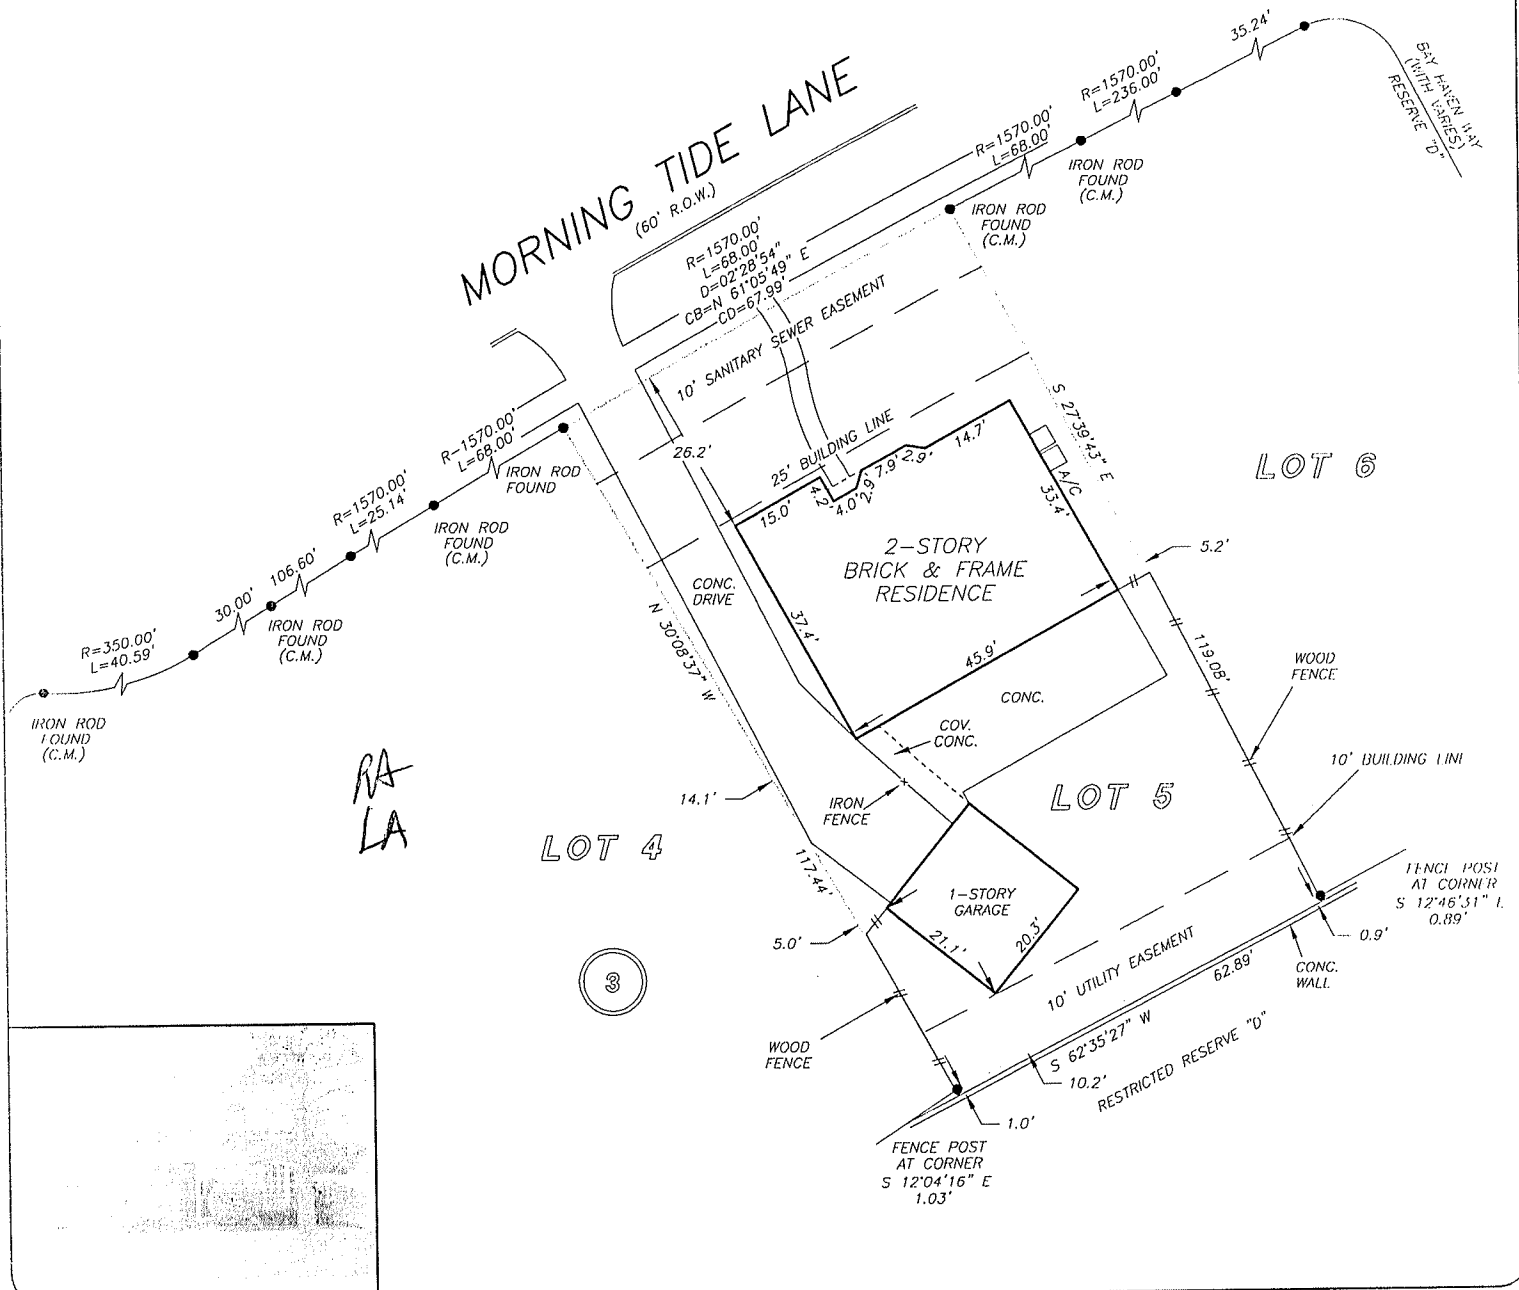 35.24'
BAY HAVEN WAY
(WITH VARIES)
RESERVE "D"
R=1570.00'
L=236.00'
MORNING TIDE LANE
(60' R.O.W.)
R=1570.00'
L=68.00'
IRON ROD
FOUND
(C.M.)
IRON ROD
FOUND
(C.M.)
R=1570.00'
L=68.00'
D=02°28'54"
CB=N 61°05'49" E
CD=67.99'
10' SANITARY SEWER EASEMENT
R-1570.00'
L=68.00'
IRON ROD
FOUND
R=1570.00'
L=25.14'
IRON ROD
FOUND
(C.M.)
106.60'
30.00'
IRON ROD
FOUND
(C.M.)
R=350.00'
L=40.59'
IRON ROD
FOUND
(C.M.)
26.2'
25' BUILDING LINE
15.0'
4.2'
4.0'
2.9'
7.9'
2.9'
14.7'
S 27°39'43" E
A/C
33.4'
LOT 6
2-STORY
BRICK & FRAME
RESIDENCE
5.2'
CONC.
DRIVE
N 30°08'37" W
37.4'
45.9'
119.08'
WOOD
FENCE
CONC.
COV.
CONC.
10' BUILDING LINE
RA
LA
14.1'
IRON
FENCE
LOT 5
LOT 4
117.44'
1-STORY
GARAGE
21.1'
20.3'
5.0'
3
10' UTILITY EASEMENT
FENCE POST
AT CORNER
S 12°46'31" E
0.89'
0.9'
CONC.
WALL
62.89'
S 62°35'27" W
RESTRICTED RESERVE "D"
WOOD
FENCE
10.2'
1.0'
FENCE POST
AT CORNER
S 12°04'16" E
1.03'